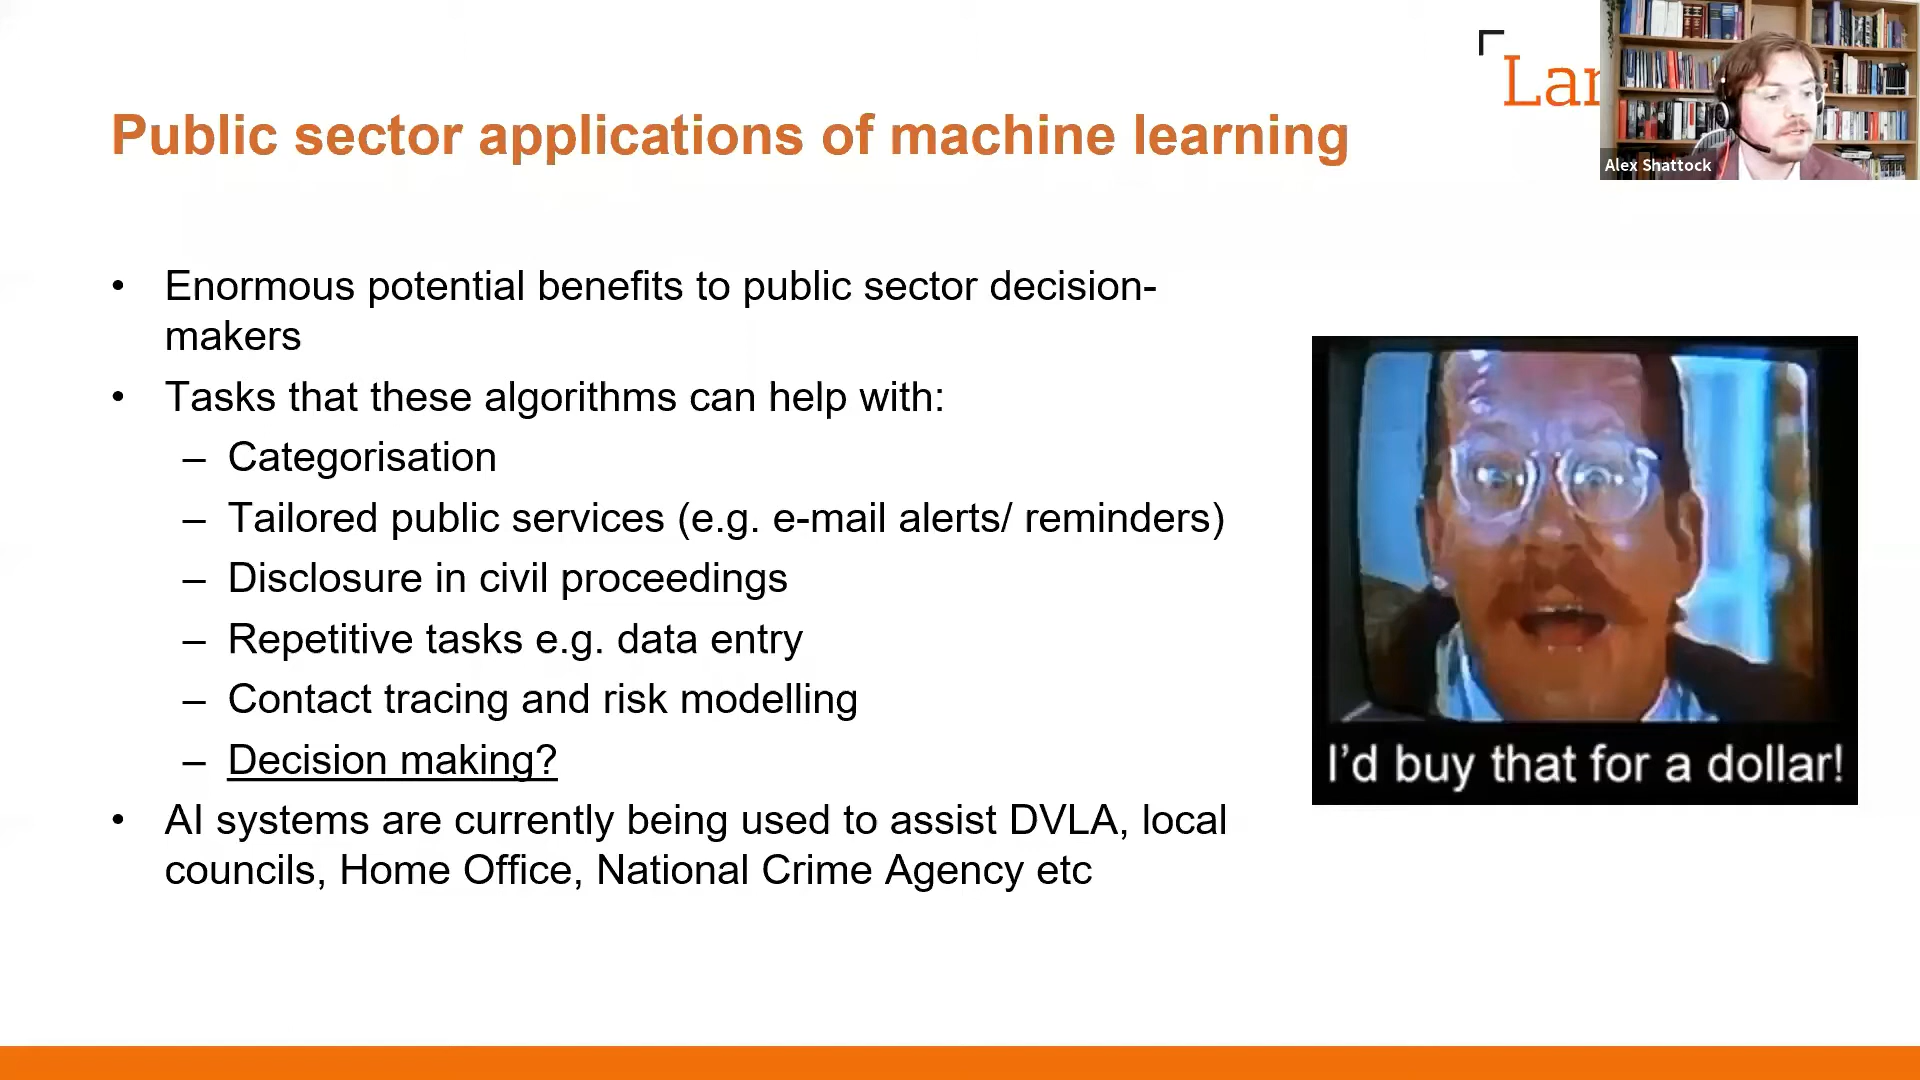 Public sector applications of machine learning
Alex Shattock
• Enormous potential benefits to public sector decision-
makers
• Tasks that these algorithms can help with:
– Categorisation
– Tailored public services (e.g. e-mail alerts/ reminders)
– Disclosure in civil proceedings
– Repetitive tasks e.g. data entry
– Contact tracing and risk modelling
– Decision making?
• AI systems are currently being used to assist DVLA, local
councils, Home Office, National Crime Agency etc
I'd buy that for a dollar!